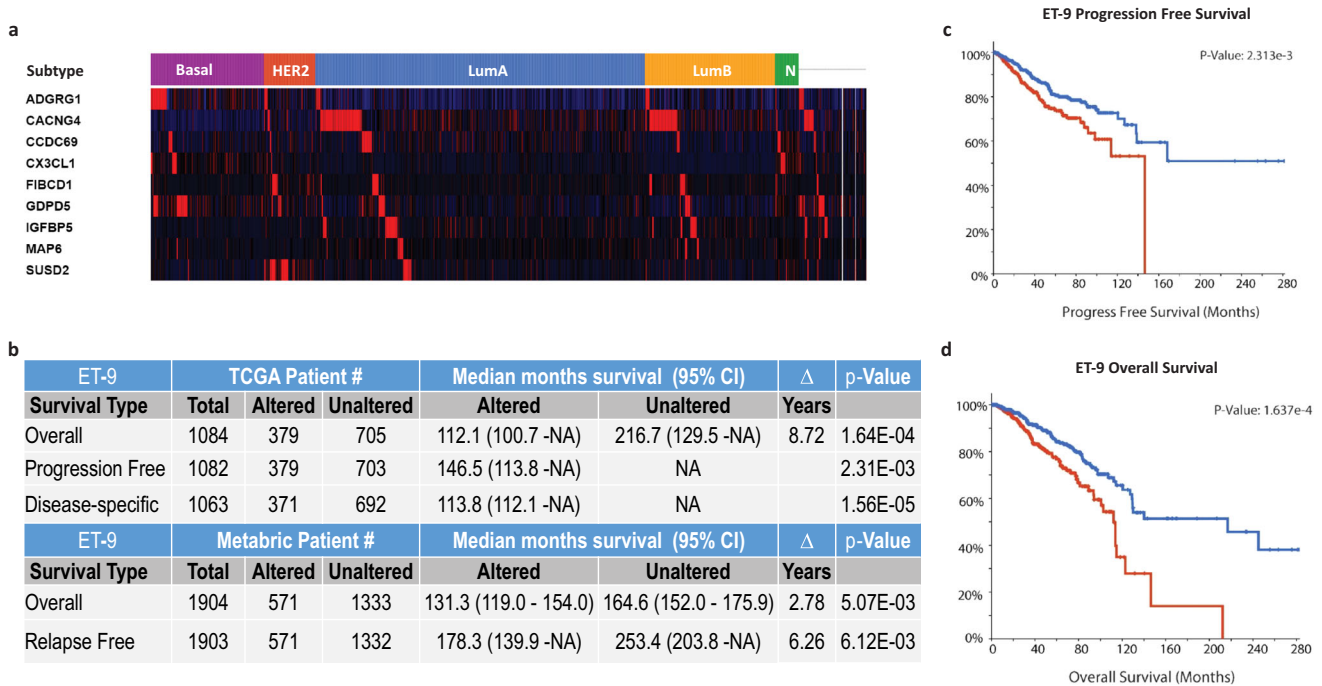 a
Subtype
Basal HER2 LumA LumB N
ADGRG1
CACNG4
CCDC69
CX3CL1
FIBCD1
GDPD5
IGFBP5
MAP6
SUSD2
b
ET-9 TCGA Patient # Median months survival (95% CI) Δ p-Value
Survival Type Total Altered Unaltered Altered Unaltered Years
Overall 1084 379 705 112.1 (100.7 -NA) 216.7 (129.5 -NA) 8.72 1.64E-04
Progression Free 1082 379 703 146.5 (113.8 -NA) NA 2.31E-03
Disease-specific 1063 371 692 113.8 (112.1 -NA) NA 1.56E-05
ET-9 Metabric Patient # Median months survival (95% CI) Δ p-Value
Survival Type Total Altered Unaltered Altered Unaltered Years
Overall 1904 571 1333 131.3 (119.0 - 154.0) 164.6 (152.0 - 175.9) 2.78 5.07E-03
Relapse Free 1903 571 1332 178.3 (139.9 -NA) 253.4 (203.8 -NA) 6.26 6.12E-03
c
ET-9 Progression Free Survival
P-Value: 2.313e-3
100%
80%
60%
40%
20%
0%
0 40 80 120 160 200 240 280
Progress Free Survival (Months)
d
ET-9 Overall Survival
P-Value: 1.637e-4
100%
80%
60%
40%
20%
0%
0 40 80 120 160 200 240 280
Overall Survival (Months)